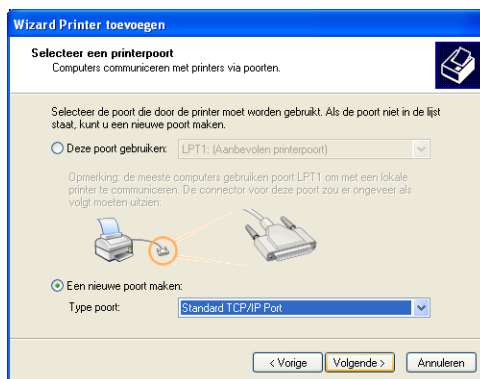 Wizard Printer toevoegen
Selecteer een printerpoort
Computers communiceren met printers via poorten.
Selecteer de poort die door de printer moet worden gebruikt. Als de poort niet in de lijst
staat, kunt u een nieuwe poort maken.
Deze poort gebruiken: LPT1: (Aanbevolen printerpoort)
Opmerking: de meeste computers gebruiken poort LPT1 om met een lokale
printer te communiceren. De connector voor deze poort zou er ongeveer als
volgt moeten uitzien:
Een nieuwe poort maken:
Type poort: Standard TCP/IP Port
< Vorige Volgende > Annuleren